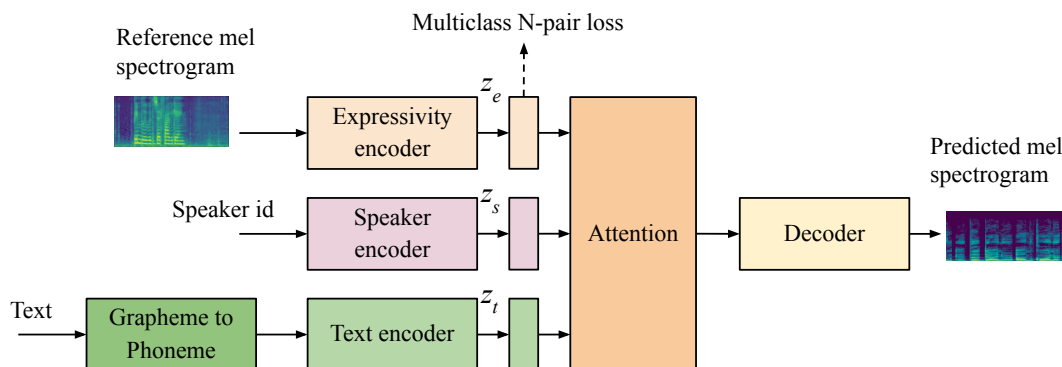 Multiclass N-pair loss
Reference mel
spectrogram
z_e
Expressivity
encoder
Predicted mel
spectrogram
Speaker id
z_s
Speaker
encoder
Attention
Decoder
Text
z_t
Grapheme to
Phoneme
Text encoder